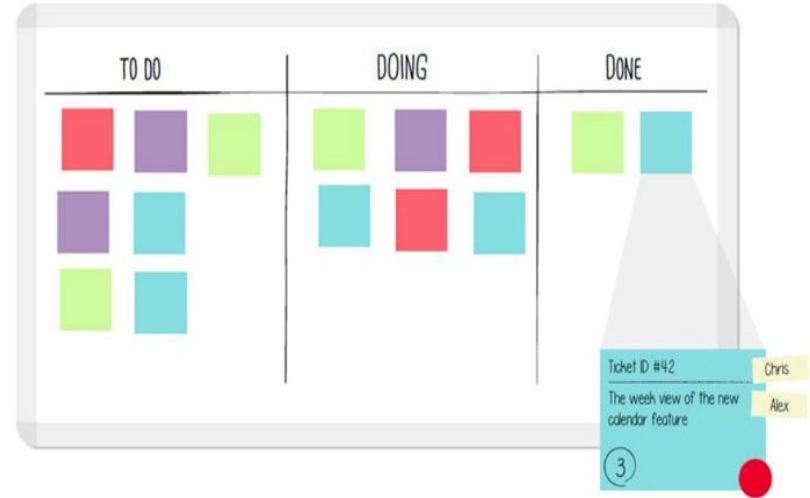 TO DO
DOING
DONE
Ticket ID #42
Chris
The week view of the new
calendar feature
Alex
3